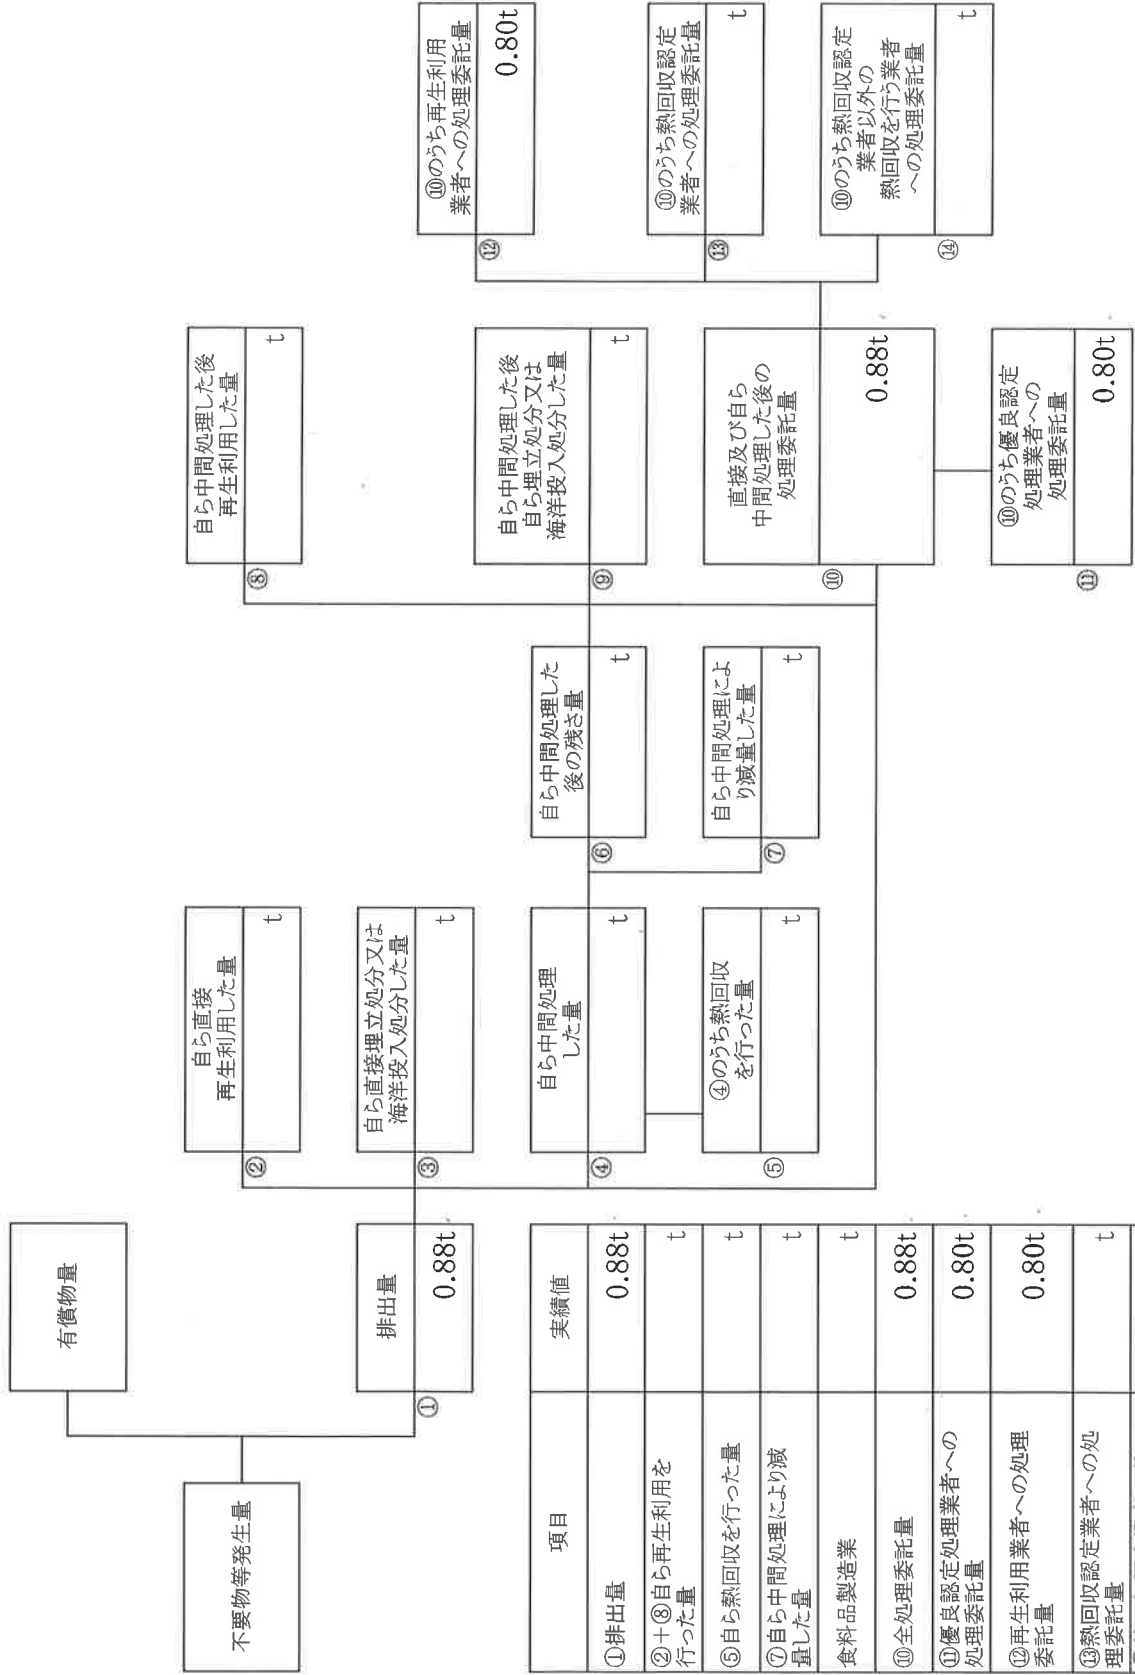 不要物等発生量
有償物量
①
排出量
0.88t
②
自ら直接
再生利用した量
t
③
自ら直接埋立処分又は
海洋投入処分した量
t
④
自ら中間処理
した量
t
⑤
④のうち熱回収
を行った量
t
⑥
自ら中間処理した
後の残さ量
t
⑦
自ら中間処理によ
り減量した量
t
⑧
自ら中間処理した後
再生利用した量
t
⑨
自ら中間処理した後
自ら埋立処分又は
海洋投入処分した量
t
⑩
直接及び自ら
中間処理した後の
処理委託量
0.88t
⑪
⑩のうち優良認定
処理業者への
処理委託量
0.80t
⑫
⑩のうち再生利用
業者への処理委託量
0.80t
⑬
⑩のうち熱回収認定
業者への処理委託量
t
⑭
⑩のうち熱回収認定
業者以外の
熱回収を行う業者
への処理委託量
t
項目
実績値
①排出量
0.88t
②+⑧自ら再生利用を
行った量
t
⑤自ら熱回収を行った量
t
⑦自ら中間処理により減
量した量
t
食料品製造業
t
⑩全処理委託量
0.88t
⑪優良認定処理業者への
処理委託量
0.80t
⑫再生利用業者への処理
委託量
0.80t
⑬熱回収認定業者への処
理委託量
t